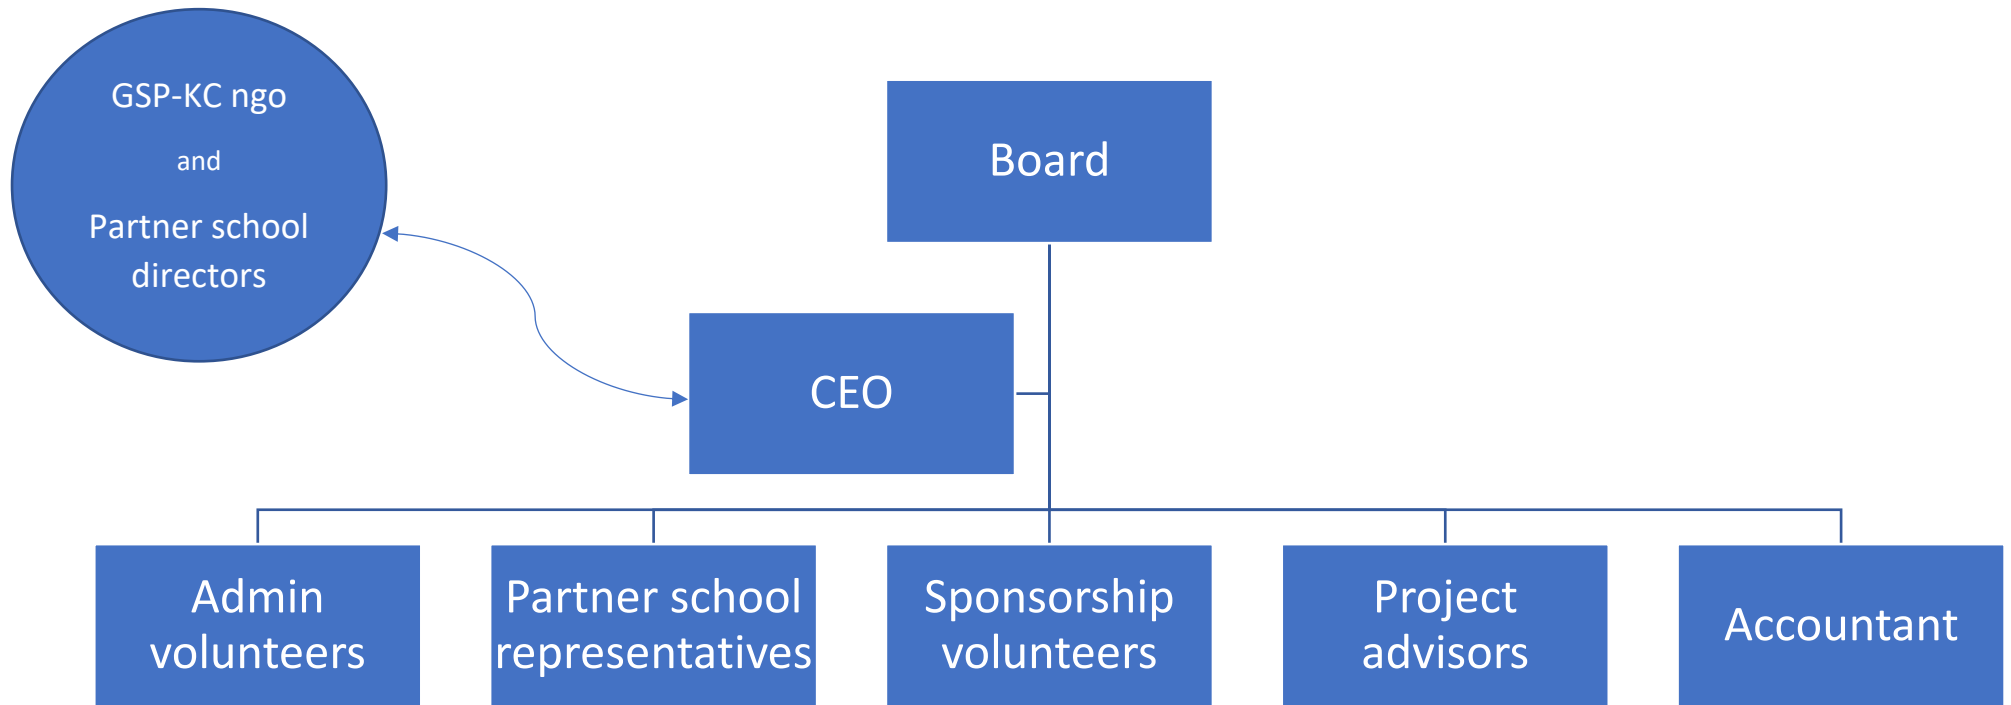 GSP-KC ngo
and
Partner school
directors
Board
CEO
Admin
volunteers
Partner school
representatives
Sponsorship
volunteers
Project
advisors
Accountant